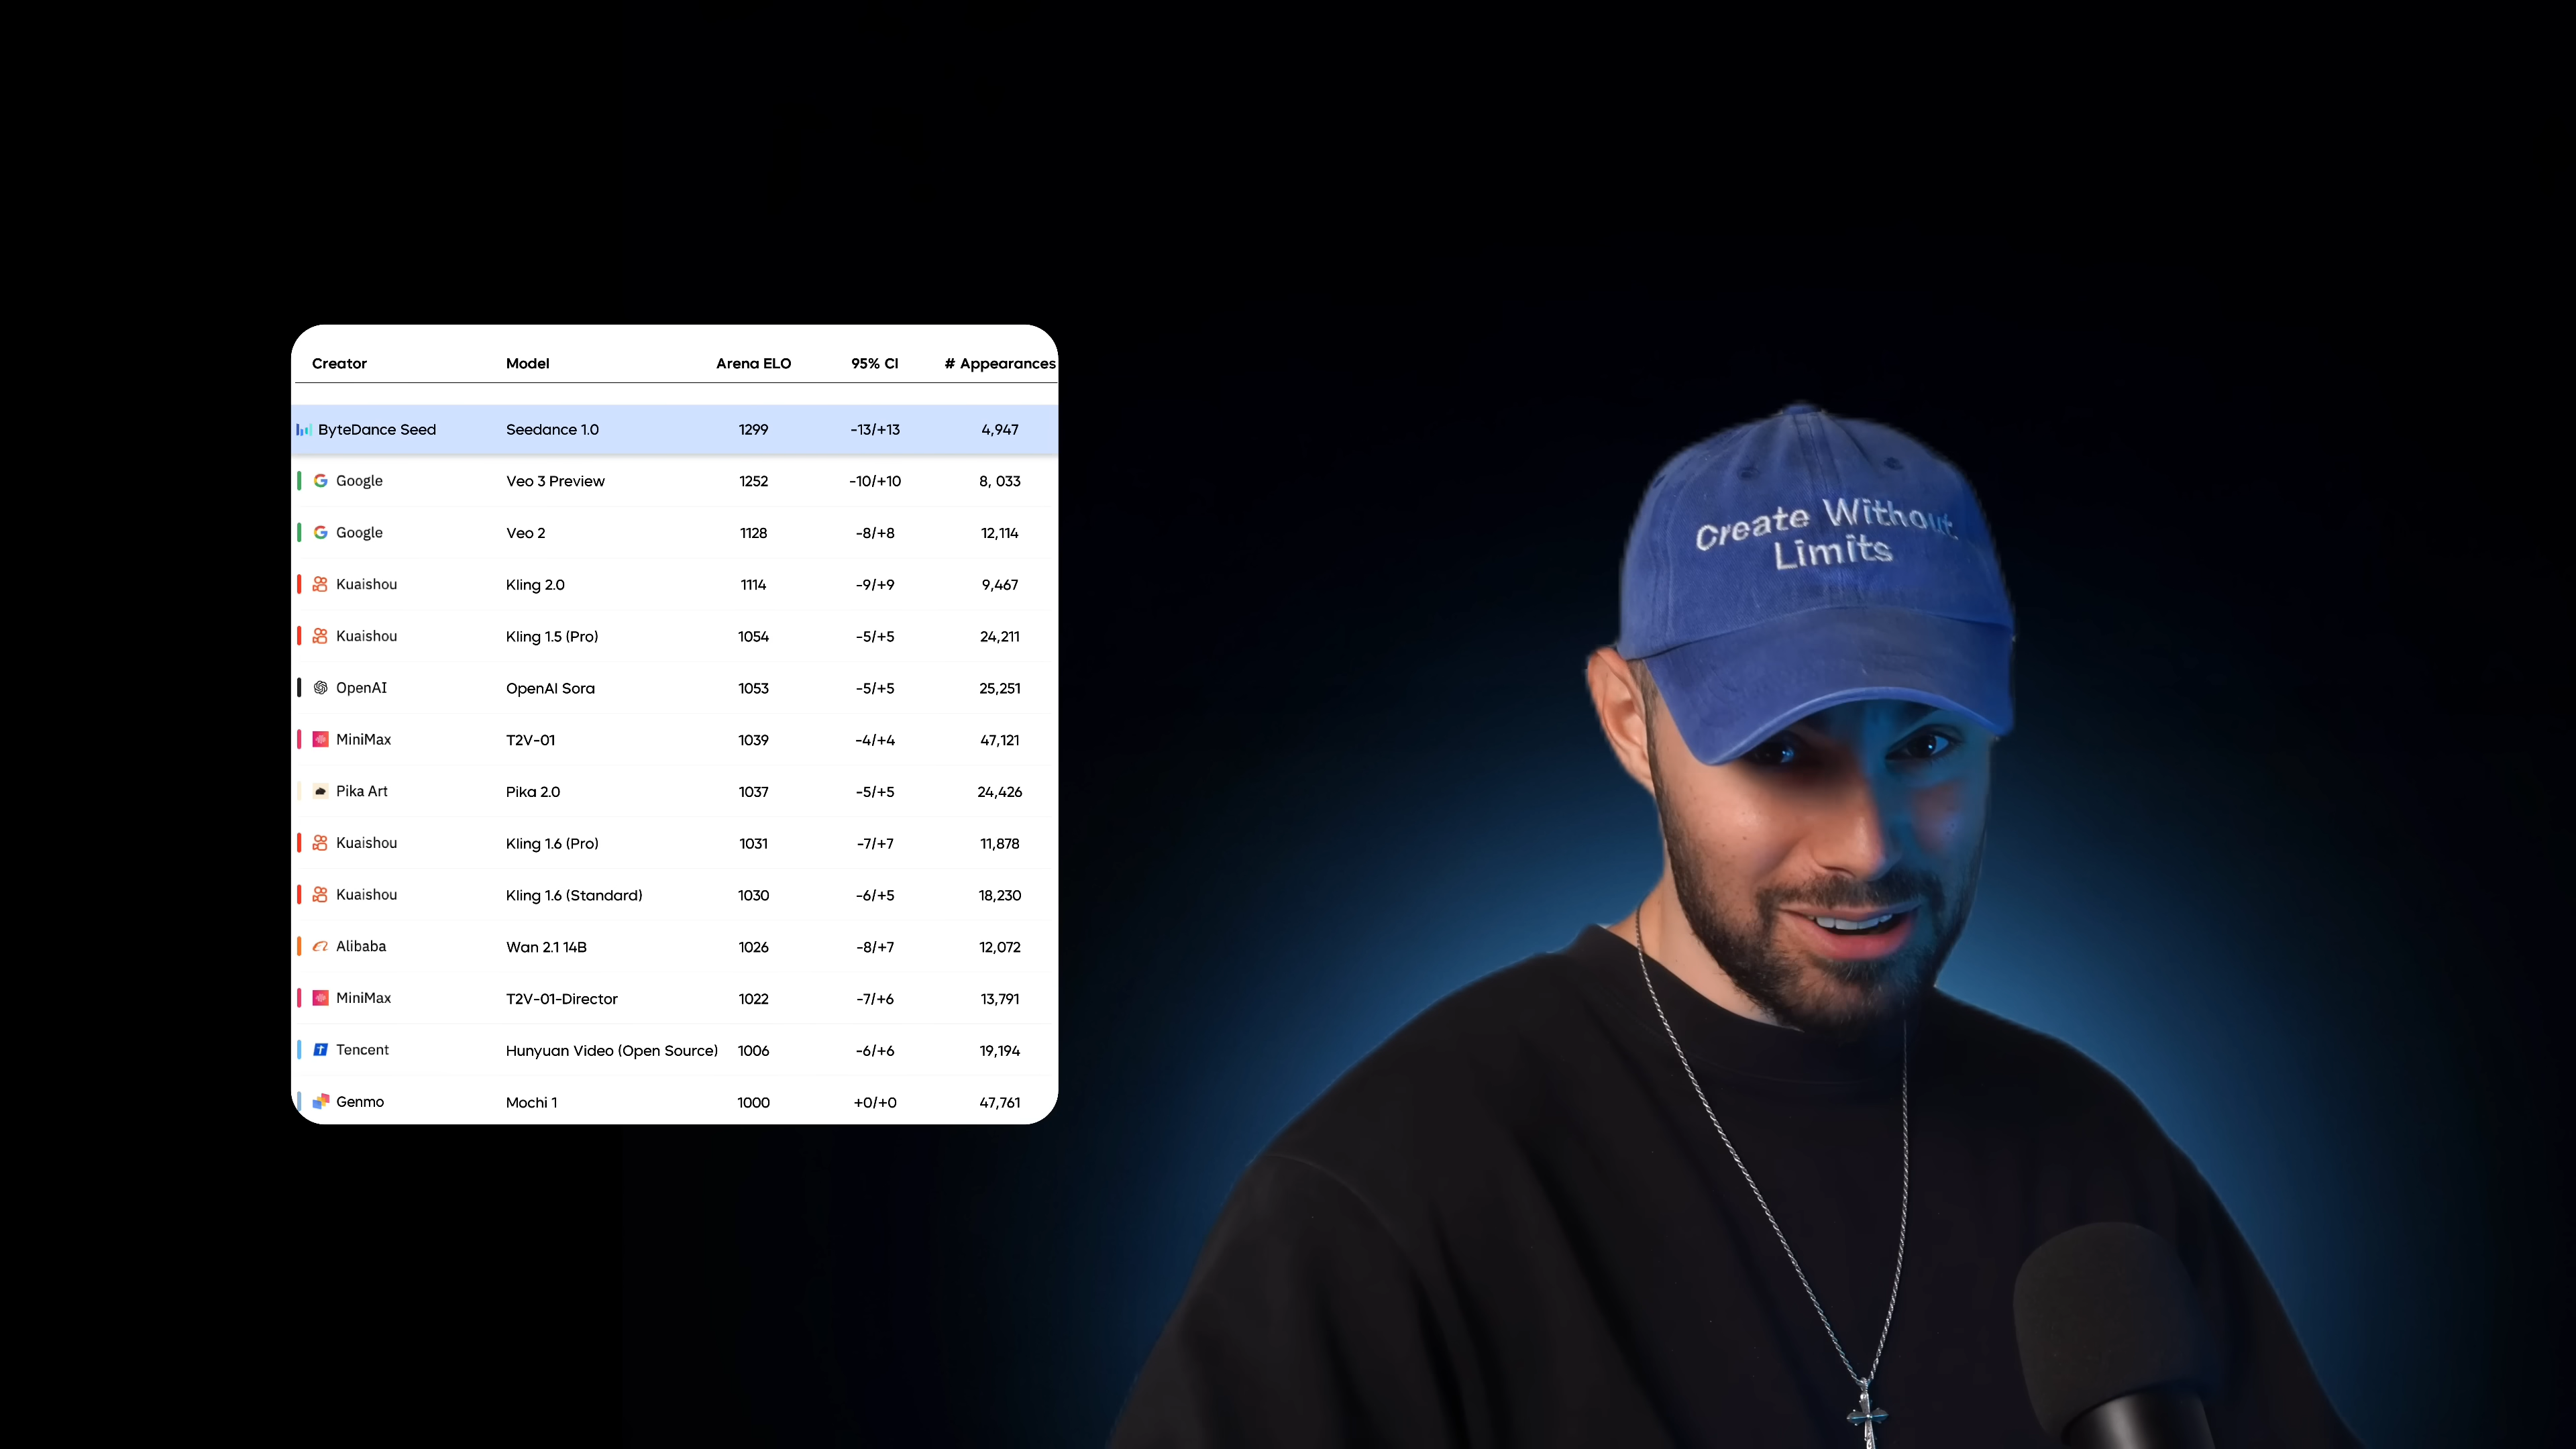 Creator Model Arena ELO 95% CI # Appearances
ByteDance Seed Seedance 1.0 1299 -13/+13 4,947
Google Veo 3 Preview 1252 -10/+10 8, 033
Google Veo 2 1128 -8/+8 12,114
Kuaishou Kling 2.0 1114 -9/+9 9,467
Kuaishou Kling 1.5 (Pro) 1054 -5/+5 24,211
OpenAI OpenAI Sora 1053 -5/+5 25,251
MiniMax T2V-01 1039 -4/+4 47,121
Pika Art Pika 2.0 1037 -5/+5 24,426
Kuaishou Kling 1.6 (Pro) 1031 -7/+7 11,878
Kuaishou Kling 1.6 (Standard) 1030 -6/+5 18,230
Alibaba Wan 2.1 14B 1026 -8/+7 12,072
MiniMax T2V-01-Director 1022 -7/+6 13,791
Tencent Hunyuan Video (Open Source) 1006 -6/+6 19,194
Genmo Mochi 1 1000 +0/+0 47,761
Create Without
Limits